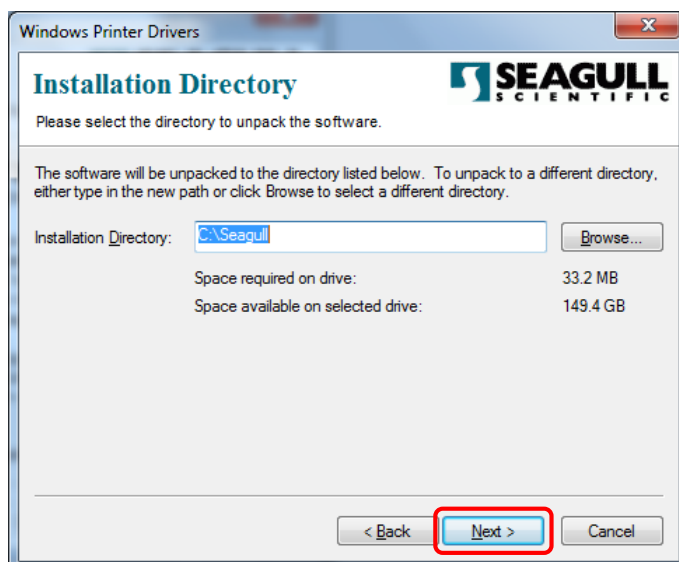 Windows Printer Drivers
x
Installation Directory
SEAGULL
SCIENTIFIC
Please select the directory to unpack the software.
The software will be unpacked to the directory listed below. To unpack to a different directory,
either type in the new path or click Browse to select a different directory.
Installation Directory: C:\Seagull Browse...
Space required on drive: 33.2 MB
Space available on selected drive: 149.4 GB
< Back Next > Cancel